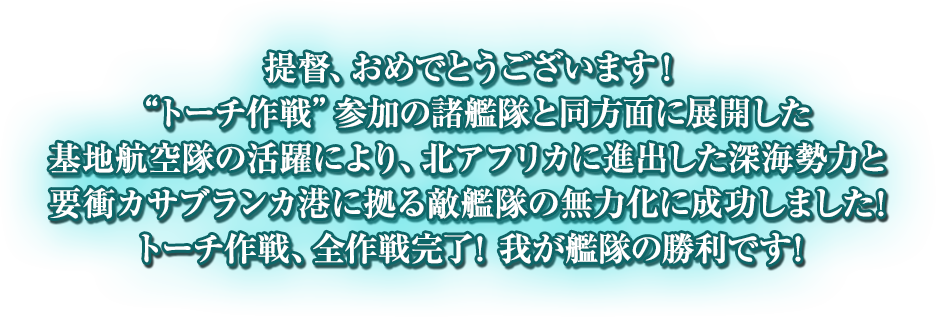 提督、おめでとうございます!
“トーチ作戦”参加の諸艦隊と同方面に展開した
基地航空隊の活躍により、北アフリカに進出した深海勢力と
要衝カサブランカ港に拠る敵艦隊の無力化に成功しました!
トーチ作戦、全作戦完了! 我が艦隊の勝利です!